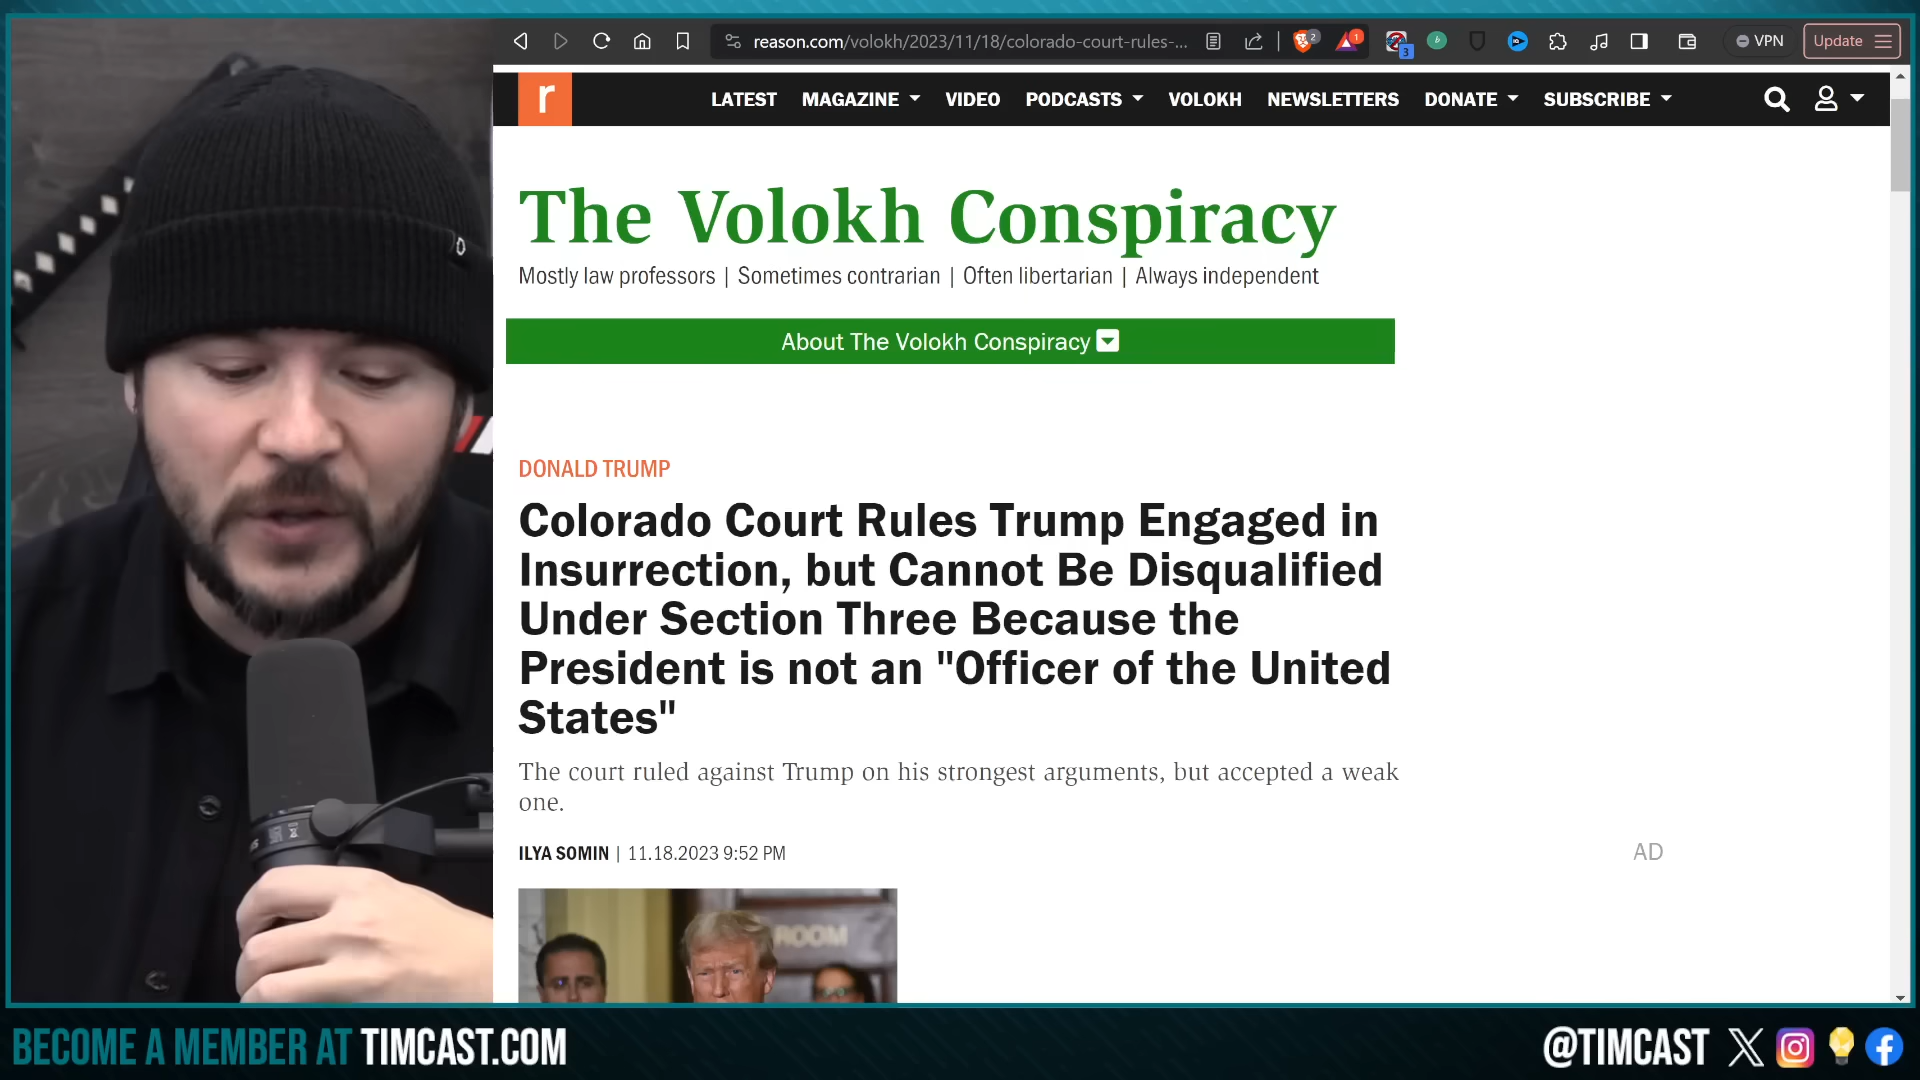 reason.com/volokh/2023/11/18/colorado-court-rules-...
2
1
3
VPN
Update
r
LATEST MAGAZINE VIDEO PODCASTS VOLOKH NEWSLETTERS DONATE SUBSCRIBE
The Volokh Conspiracy
Mostly law professors | Sometimes contrarian | Often libertarian | Always independent
About The Volokh Conspiracy
DONALD TRUMP
Colorado Court Rules Trump Engaged in
Insurrection, but Cannot Be Disqualified
Under Section Three Because the
President is not an "Officer of the United
States"
The court ruled against Trump on his strongest arguments, but accepted a weak
one.
ILYA SOMIN | 11.18.2023 9:52 PM
AD
ROOM
BECOME A MEMBER AT TIMCAST.COM
@TIMCAST